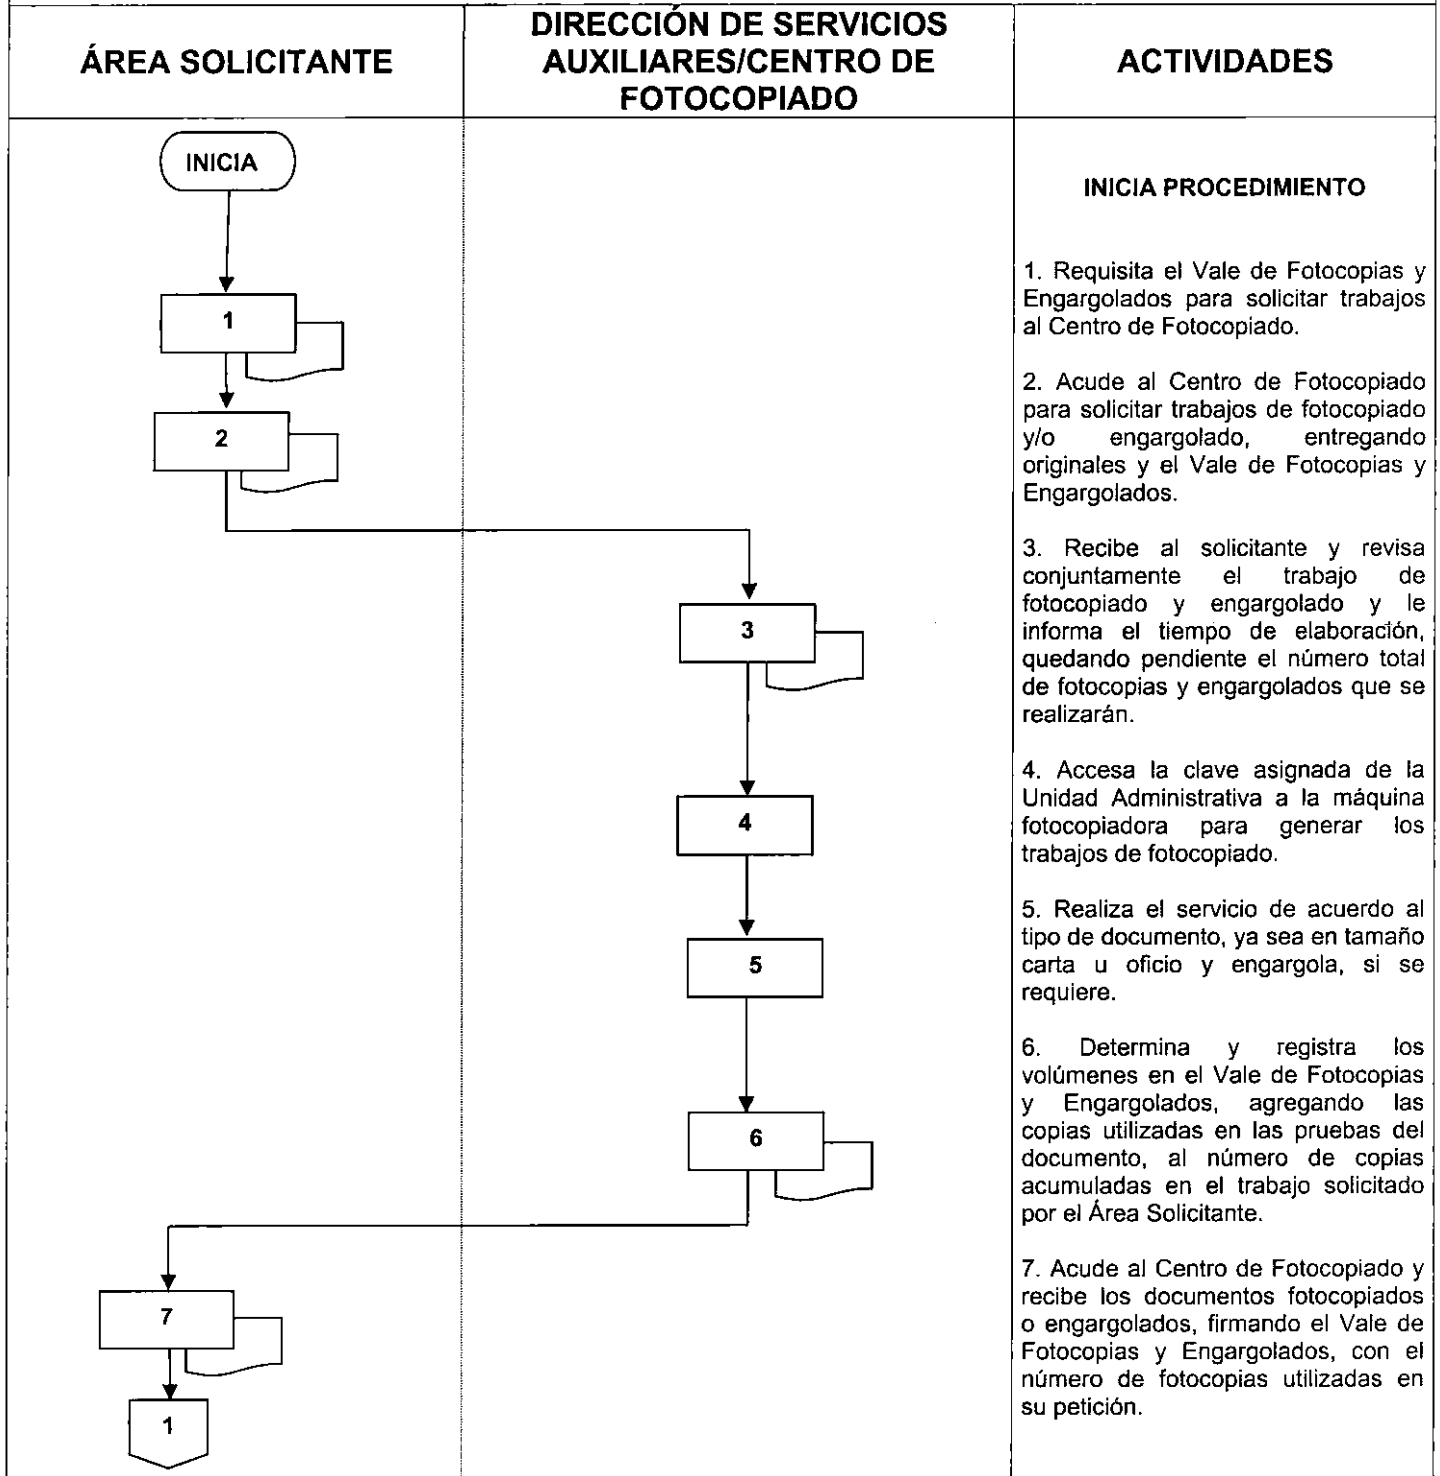 ÁREA SOLICITANTE
DIRECCIÓN DE SERVICIOS
AUXILIARES/CENTRO DE
FOTOCOPIADO
ACTIVIDADES
INICIA
1
2
3
4
5
6
7
1
INICIA PROCEDIMIENTO
1. Requisita el Vale de Fotocopias y
Engargolados para solicitar trabajos
al Centro de Fotocopiado.
2. Acude al Centro de Fotocopiado
para solicitar trabajos de fotocopiado
y/o engargolado, entregando
originales y el Vale de Fotocopias y
Engargolados.
3. Recibe al solicitante y revisa
conjuntamente el trabajo de
fotocopiado y engargolado y le
informa el tiempo de elaboración,
quedando pendiente el número total
de fotocopias y engargolados que se
realizarán.
4. Accesa la clave asignada de la
Unidad Administrativa a la máquina
fotocopiadora para generar los
trabajos de fotocopiado.
5. Realiza el servicio de acuerdo al
tipo de documento, ya sea en tamaño
carta u oficio y engargola, si se
requiere.
6. Determina y registra los
volúmenes en el Vale de Fotocopias
y Engargolados, agregando las
copias utilizadas en las pruebas del
documento, al número de copias
acumuladas en el trabajo solicitado
por el Área Solicitante.
7. Acude al Centro de Fotocopiado y
recibe los documentos fotocopiados
o engargolados, firmando el Vale de
Fotocopias y Engargolados, con el
número de fotocopias utilizadas en
su petición.